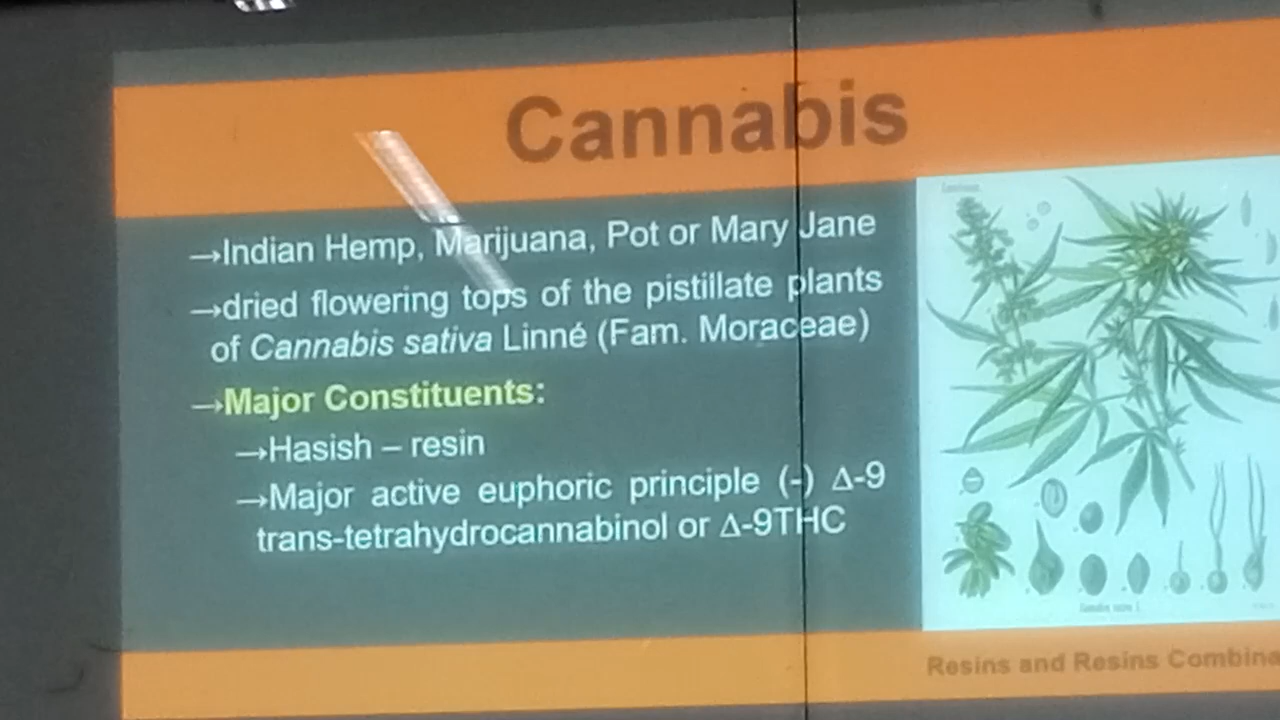 Cannabis
→Indian Hemp, Marijuana, Pot or Mary Jane
→dried flowering tops of the pistillate plants
of Cannabis sativa Linné (Fam. Moraceae)
→Major Constituents:
→Hasish – resin
→Major active euphoric principle (-) Δ-9
trans-tetrahydrocannabinol or Δ-9THC
Resins and Resins